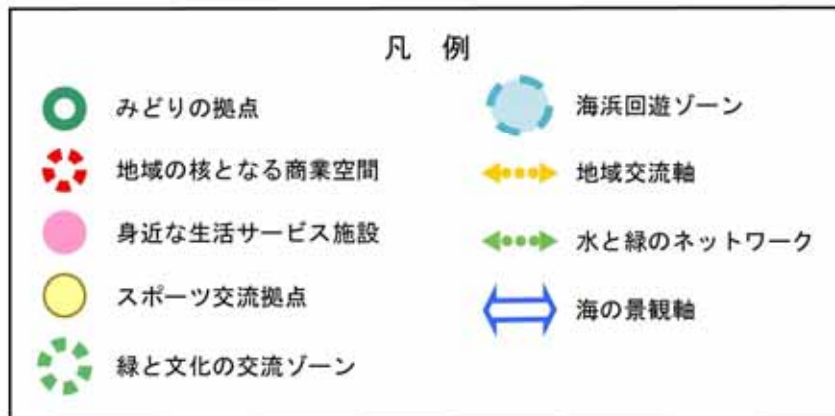 凡 例
みどりの拠点
地域の核となる商業空間
身近な生活サービス施設
スポーツ交流拠点
緑と文化の交流ゾーン
海浜回遊ゾーン
地域交流軸
水と緑のネットワーク
海の景観軸